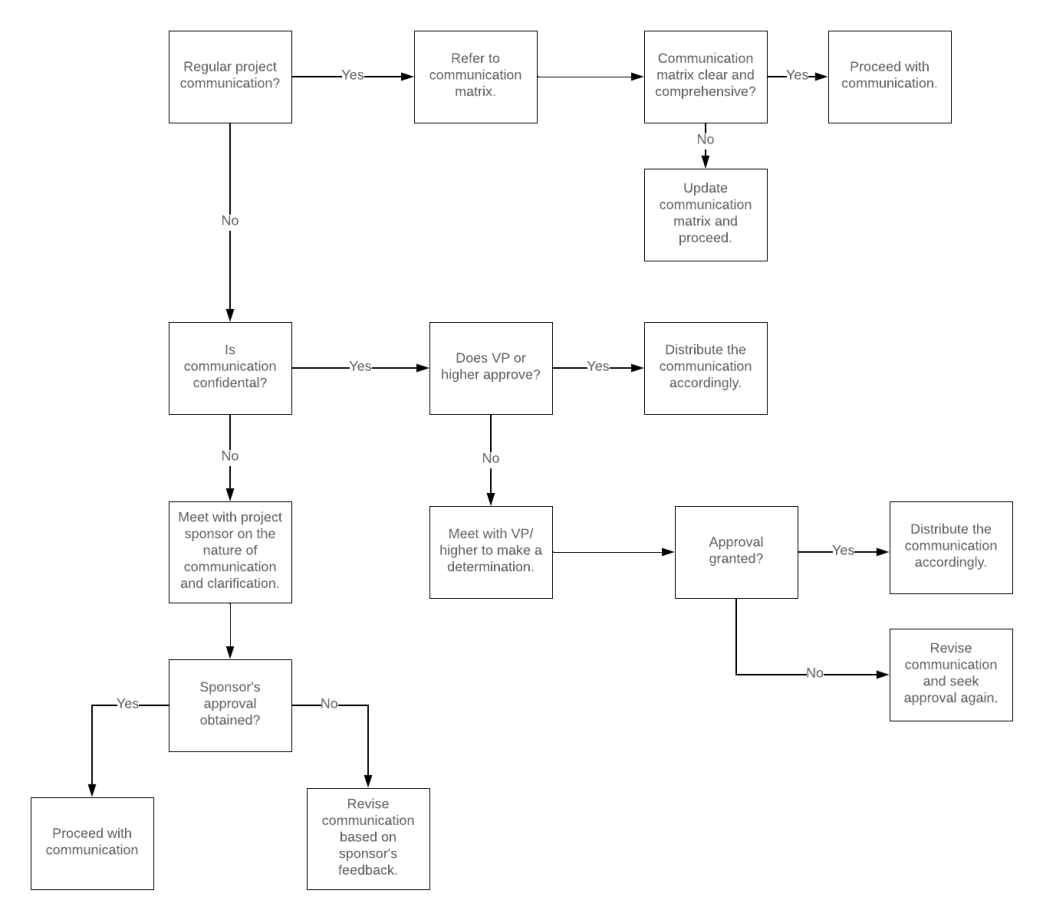 Regular project
communication?
Yes
Refer to
communication
matrix.
Communication
matrix clear and
comprehensive?
Yes
Proceed with
communication.
No
Update
communication
matrix and
proceed.
No
Is
communication
confidental?
Yes
Does VP or
higher approve?
Yes
Distribute the
communication
accordingly.
No
No
Meet with project
sponsor on the
nature of
communication
and clarification.
Meet with VP/
higher to make a
determination.
Approval
granted?
Yes
Distribute the
communication
accordingly.
No
Revise
communication
and seek
approval again.
Sponsor's
approval
obtained?
Yes
No
Proceed with
communication
Revise
communication
based on
sponsor's
feedback.